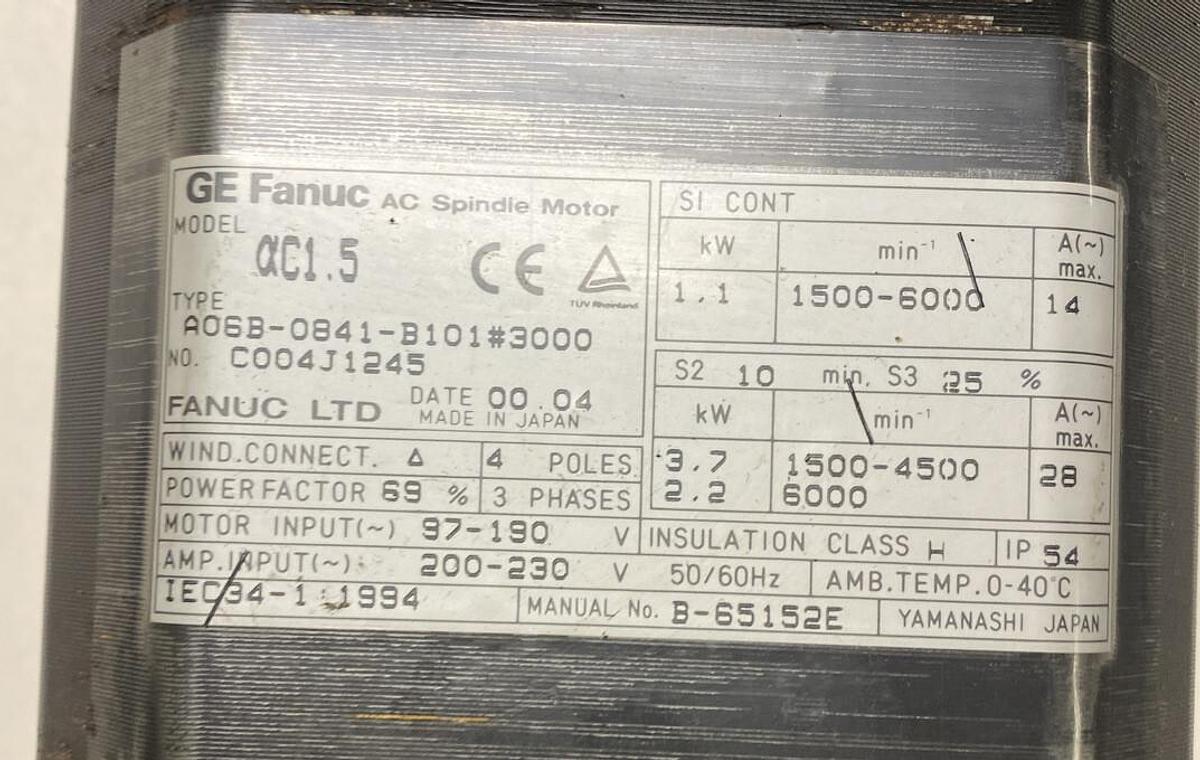 GE Fanuc AC Spindle Motor
MODEL
αC1.5
CE
TUV Rheinland
TYPE
A06B-0841-B101#3000
NO. C004J1245
DATE 00.04
FANUC LTD MADE IN JAPAN
S1 CONT
kW min⁻¹ A(~) max.
1.1 1500-6000 14
S2 10 min. S3 25 %
kW min⁻¹ A(~) max.
3.7 1500-4500 28
2.2 6000
WIND.CONNECT. Δ 4 POLES
POWER FACTOR 69 % 3 PHASES
MOTOR INPUT(~) 97-190 V INSULATION CLASS H IP 54
AMP.INPUT(~) 200-230 V 50/60Hz AMB.TEMP.0-40℃
IEC34-1:1994 MANUAL No. B-65152E YAMANASHI JAPAN